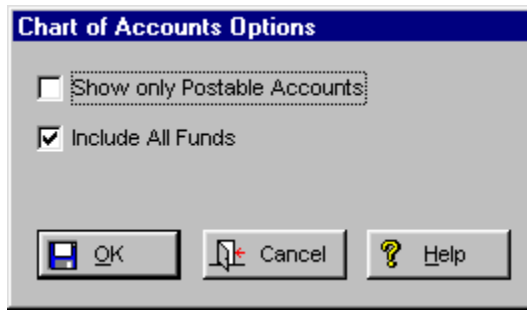 Chart of Accounts Options
Show only Postable Accounts
Include All Funds
OK Cancel Help